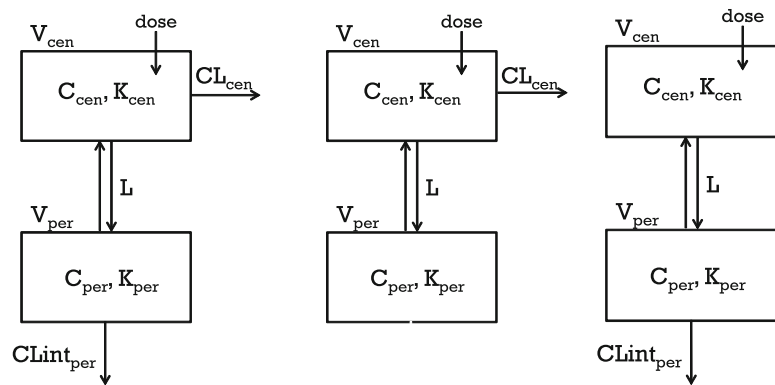 dose
V_cen
C_cen, K_cen
CL_cen
L
V_per
C_per, K_per
CLint_per
dose
V_cen
C_cen, K_cen
CL_cen
L
V_per
C_per, K_per
dose
V_cen
C_cen, K_cen
L
V_per
C_per, K_per
CLint_per